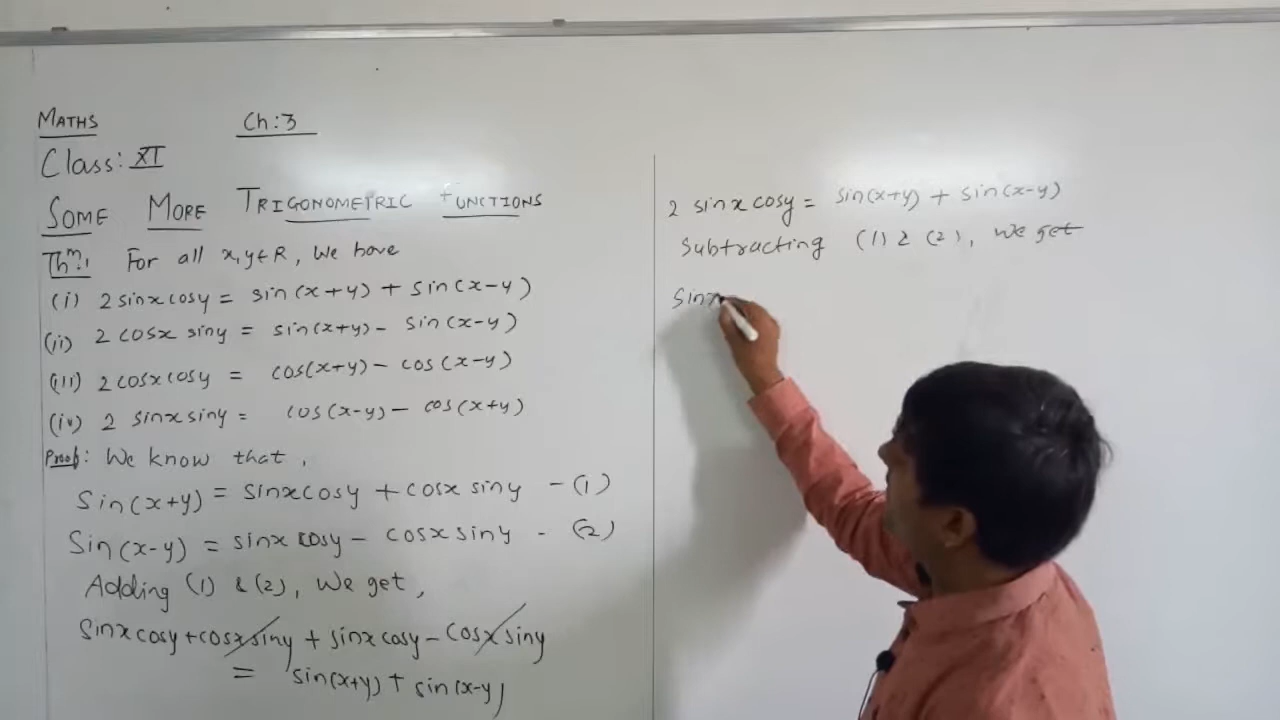 MATHS Ch:3
Class: XI
SOME MORE TRIGONOMETRIC FUNCTIONS
Thm:1 For all x,y∈R, We have
(i) 2 sinx cosy = sin(x+y) + sin(x-y)
(ii) 2 cosx siny = sin(x+y) - sin(x-y)
(iii) 2 cosx cosy = cos(x+y) - cos(x-y)
(iv) 2 sinx siny = cos(x-y) - cos(x+y)
Proof: We know that,
Sin(x+y) = sinx cosy + cosx siny - (1)
Sin(x-y) = sinx cosy - cosx siny - (2)
Adding (1) & (2), We get,
Sinx cosy + cosx siny + sinx cosy - cosx siny
= sin(x+y) + sin(x-y)
2 sinx cosy = sin(x+y) + sin(x-y)
Subtracting (1) & (2), We get
Sinx